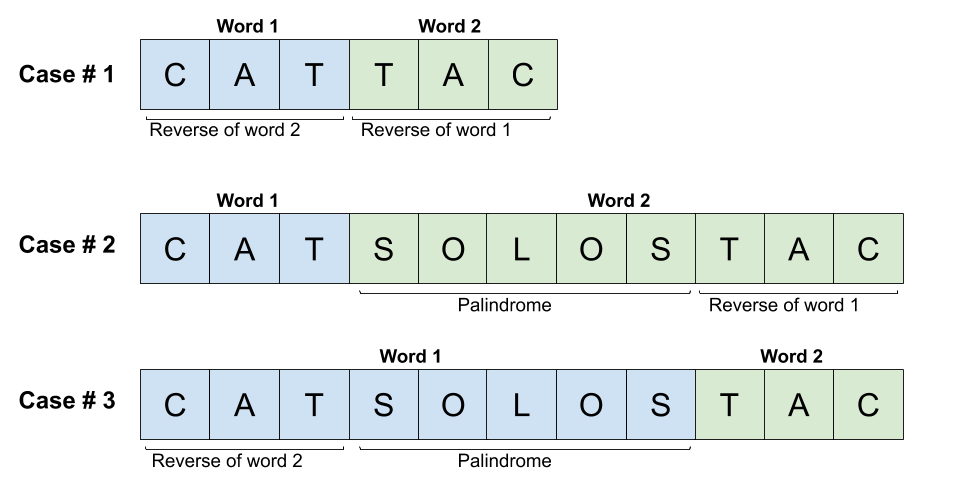 Word 1 Word 2
Case # 1 C A T T A C
Reverse of word 2 Reverse of word 1
Word 1 Word 2
Case # 2 C A T S O L O S T A C
Palindrome Reverse of word 1
Word 1 Word 2
Case # 3 C A T S O L O S T A C
Reverse of word 2 Palindrome